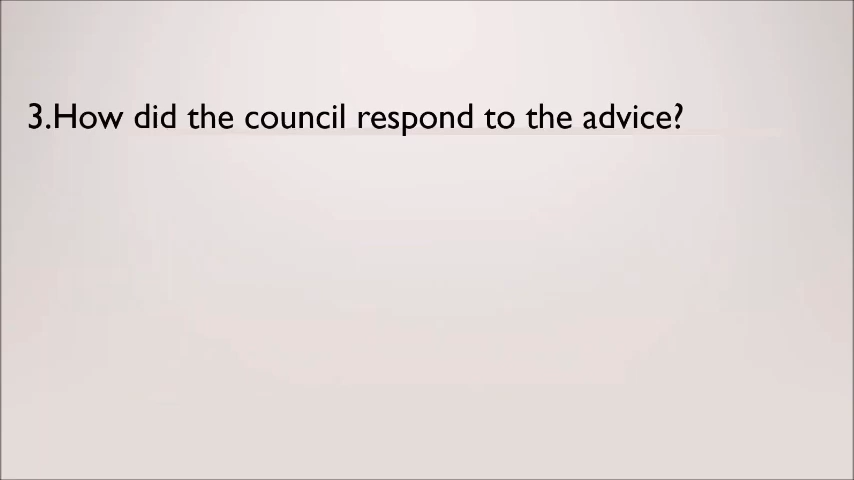 3.How did the council respond to the advice?